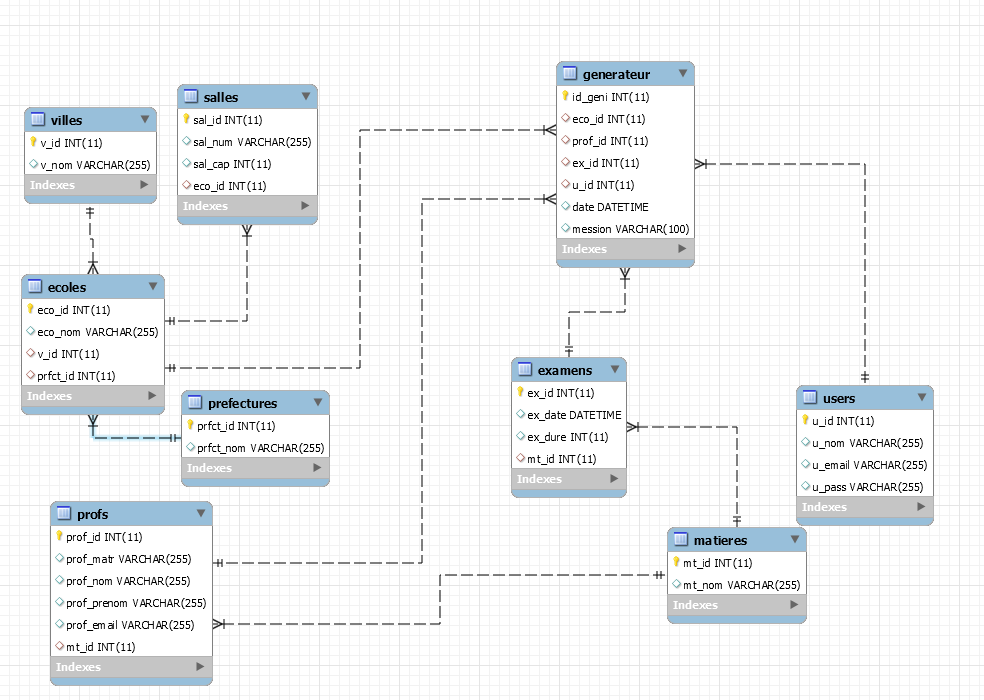 villes
v_id INT(11)
v_nom VARCHAR(255)
Indexes
salles
sal_id INT(11)
sal_num VARCHAR(255)
sal_cap INT(11)
eco_id INT(11)
Indexes
generateur
id_geni INT(11)
eco_id INT(11)
prof_id INT(11)
ex_id INT(11)
u_id INT(11)
date DATETIME
mession VARCHAR(100)
Indexes
ecoles
eco_id INT(11)
eco_nom VARCHAR(255)
v_id INT(11)
prfct_id INT(11)
Indexes
prefectures
prfct_id INT(11)
prfct_nom VARCHAR(255)
Indexes
examens
ex_id INT(11)
ex_date DATETIME
ex_dure INT(11)
mt_id INT(11)
Indexes
users
u_id INT(11)
u_nom VARCHAR(255)
u_email VARCHAR(255)
u_pass VARCHAR(255)
Indexes
profs
prof_id INT(11)
prof_matr VARCHAR(255)
prof_nom VARCHAR(255)
prof_prenom VARCHAR(255)
prof_email VARCHAR(255)
mt_id INT(11)
Indexes
matieres
mt_id INT(11)
mt_nom VARCHAR(255)
Indexes